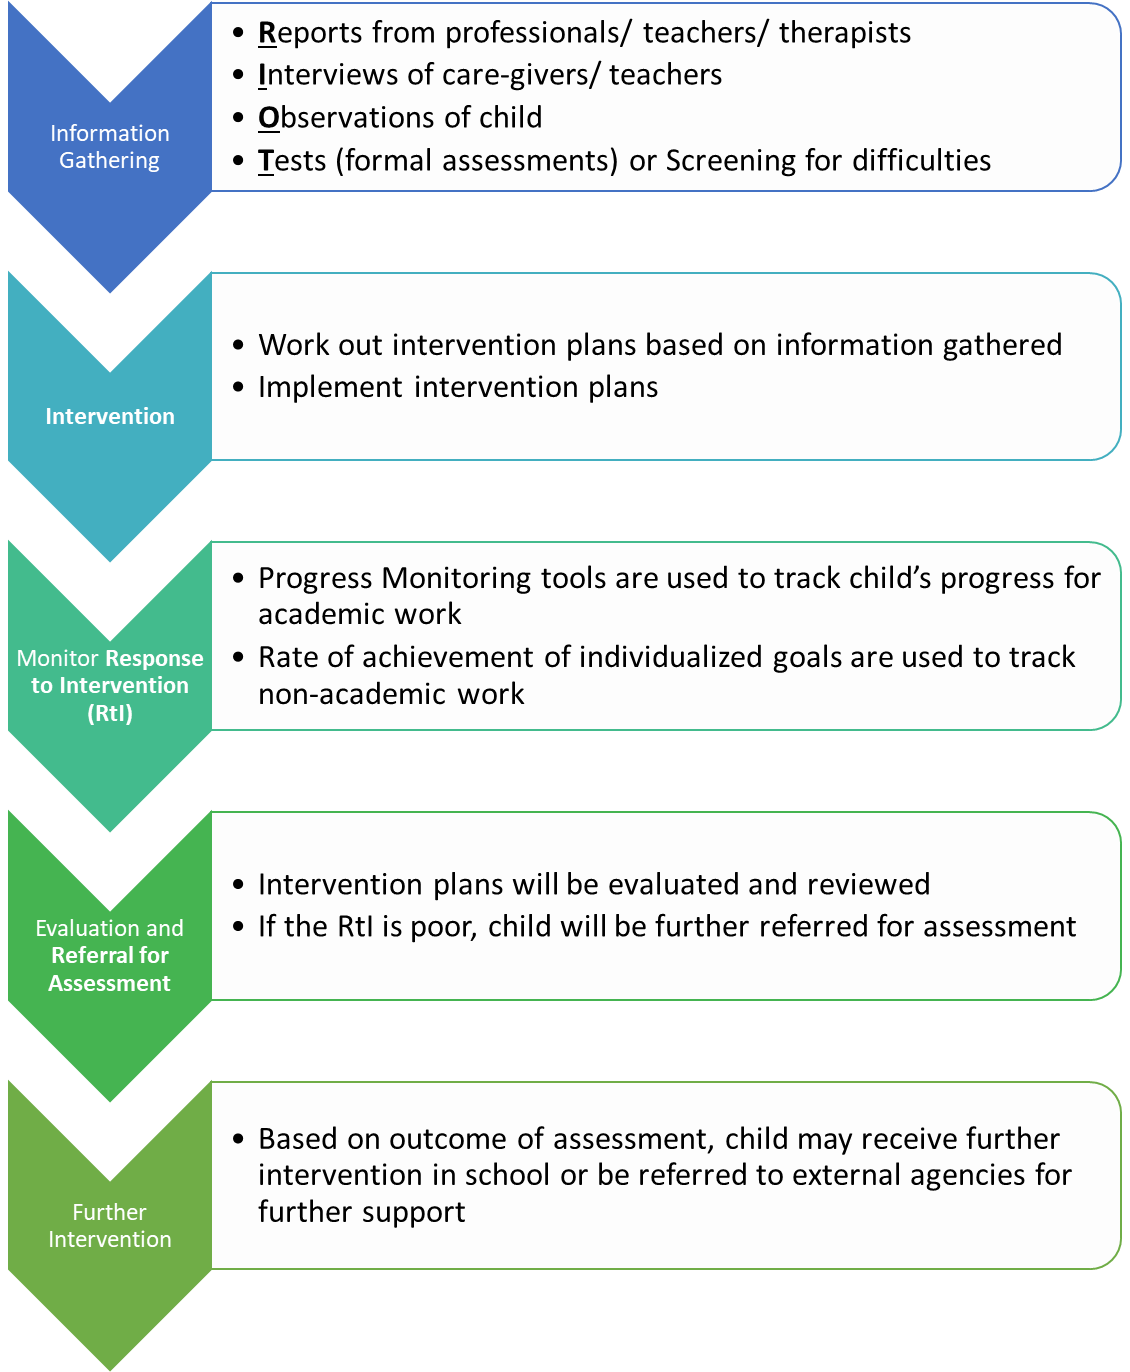 Information
Gathering
• Reports from professionals/ teachers/ therapists
• Interviews of care-givers/ teachers
• Observations of child
• Tests (formal assessments) or Screening for difficulties
Intervention
• Work out intervention plans based on information gathered
• Implement intervention plans
Monitor Response
to Intervention
(RtI)
• Progress Monitoring tools are used to track child’s progress for
academic work
• Rate of achievement of individualized goals are used to track
non-academic work
Evaluation and
Referral for
Assessment
• Intervention plans will be evaluated and reviewed
• If the RtI is poor, child will be further referred for assessment
Further
Intervention
• Based on outcome of assessment, child may receive further
intervention in school or be referred to external agencies for
further support